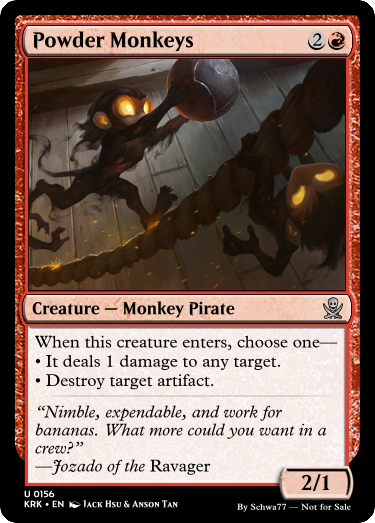 Powder Monkeys 2
Creature — Monkey Pirate
When this creature enters, choose one—
• It deals 1 damage to any target.
• Destroy target artifact.
“Nimble, expendable, and work for
bananas. What more could you want in a
crew?”
—Jozado of the Ravager
2/1
U 0156
KRK • EN Jack Hsu & Anson Tan
By Schwa77 — Not for Sale